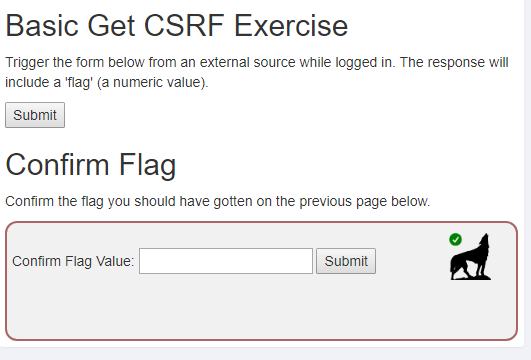 Basic Get CSRF Exercise
Trigger the form below from an external source while logged in. The response will
include a 'flag' (a numeric value).
Submit
Confirm Flag
Confirm the flag you should have gotten on the previous page below.
Confirm Flag Value: Submit